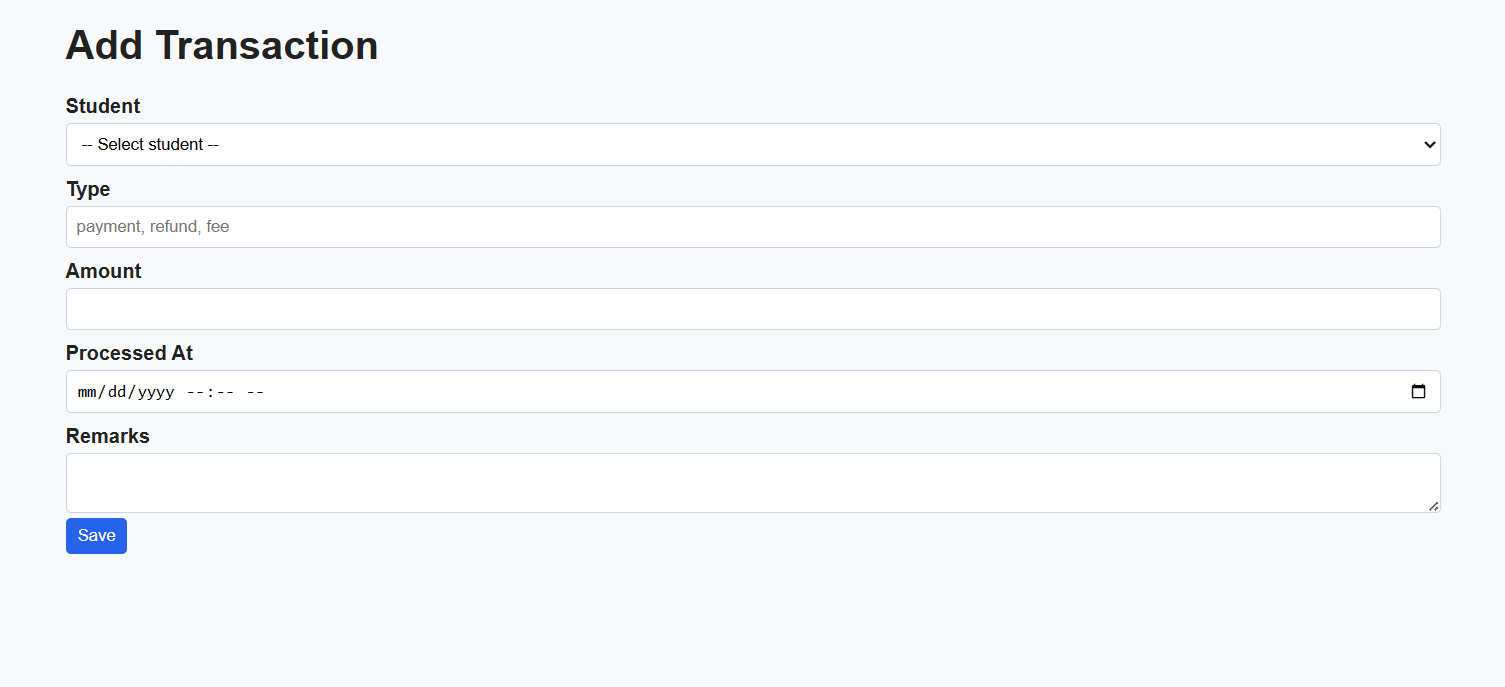 Add Transaction
Student
-- Select student --
Type
payment, refund, fee
Amount
Processed At
mm/dd/yyyy --:-- --
Remarks
Save